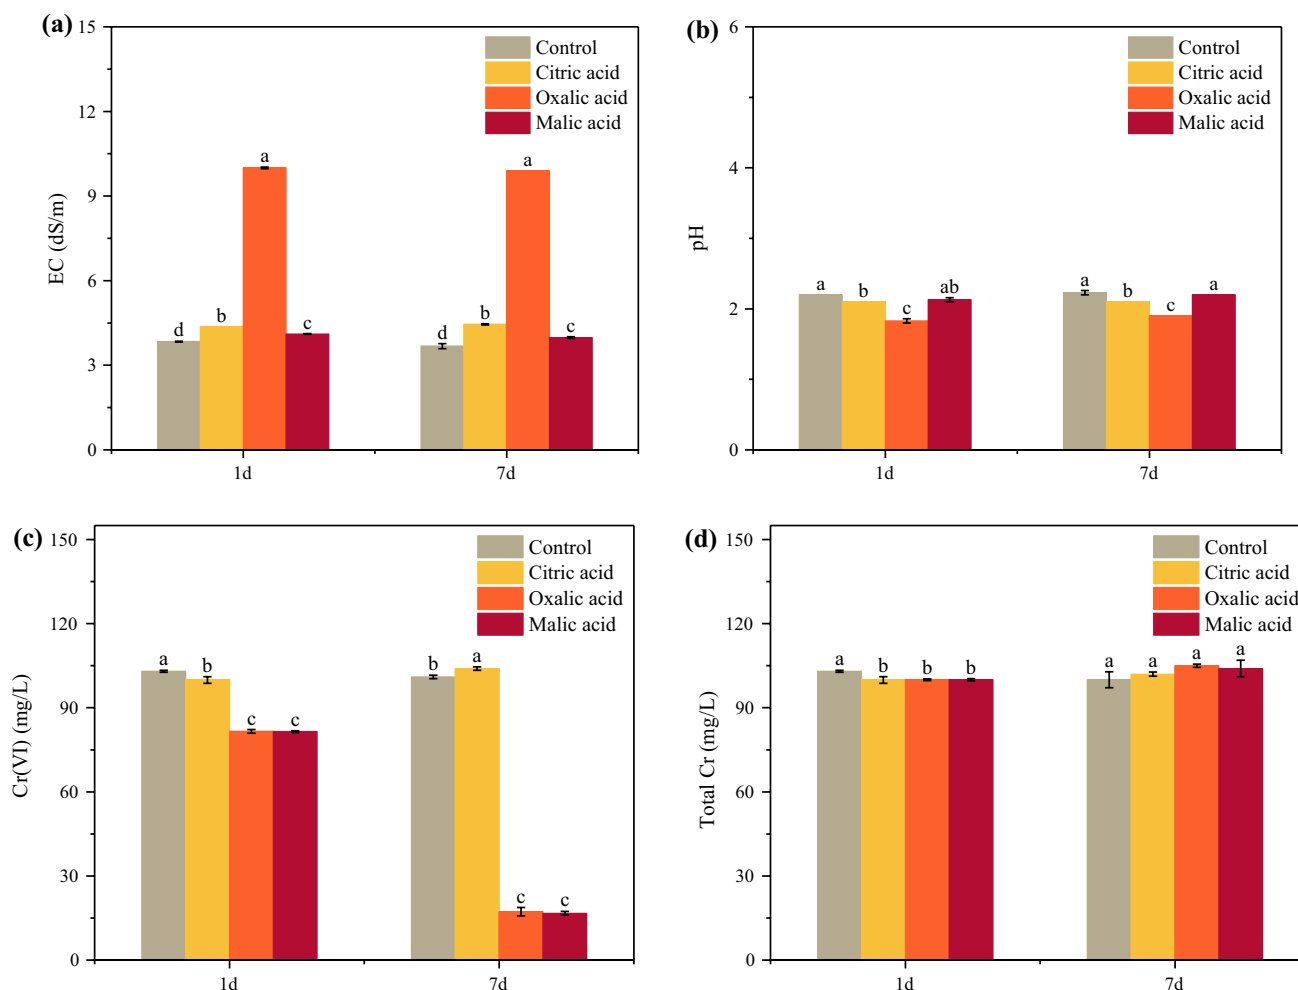 (a)
15
12
9
6
3
0
EC (dS/m)
Control
Citric acid
Oxalic acid
Malic acid
d
b
a
c
d
b
a
c
1d
7d
(b)
6
4
2
0
pH
Control
Citric acid
Oxalic acid
Malic acid
a
b
c
ab
a
b
c
a
1d
7d
(c)
150
120
90
60
30
0
Cr(VI) (mg/L)
Control
Citric acid
Oxalic acid
Malic acid
a
b
c
c
b
a
c
c
1d
7d
(d)
150
120
90
60
30
0
Total Cr (mg/L)
Control
Citric acid
Oxalic acid
Malic acid
a
b
b
b
a
a
a
a
1d
7d